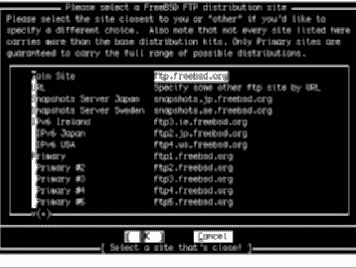 Please select a FreeBSD FTP distribution site
Please select the site closest to you or "other" if you'd like to
specify a different choice. Also note that not every site listed here
carries more than the base distribution kits. Only Primary sites are
guaranteed to carry the full range of possible distributions.
Main Site ftp.freebsd.org
URL Specify some other ftp site by URL
Snapshots Server Japan snapshots.jp.freebsd.org
Snapshots Server Sweden snapshots.se.freebsd.org
IPv6 Ireland ftp3.ie.freebsd.org
IPv6 Japan ftp2.jp.freebsd.org
IPv6 USA ftp4.us.freebsd.org
Primary ftp1.freebsd.org
Primary #2 ftp2.freebsd.org
Primary #3 ftp3.freebsd.org
Primary #4 ftp4.freebsd.org
Primary #5 ftp5.freebsd.org
v(+)
[ OK ] Cancel
[ Select a site that's close! ]